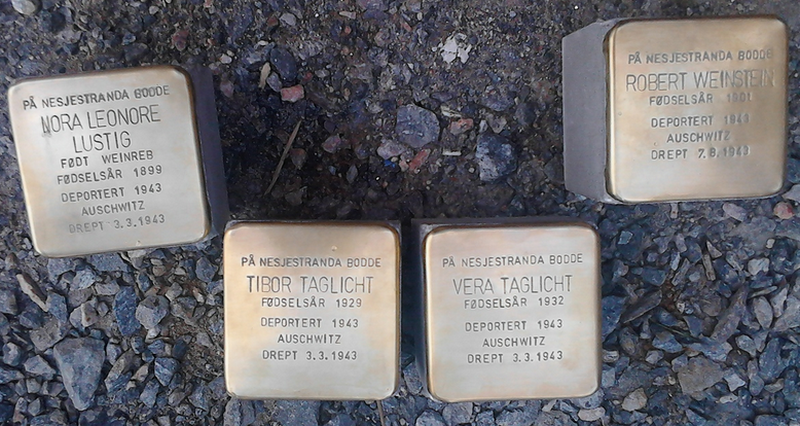 PÅ NESJESTRANDA BODDE
NORA LEONORE
LUSTIG
FØDT WEINREB
FØDSELSÅR 1899
DEPORTERT 1943
AUSCHWITZ
DREPT 3.3.1943
PÅ NESJESTRANDA BODDE
TIBOR TAGLICHT
FØDSELSÅR 1929
DEPORTERT 1943
AUSCHWITZ
DREPT 3.3.1943
PÅ NESJESTRANDA BODDE
VERA TAGLICHT
FØDSELSÅR 1932
DEPORTERT 1943
AUSCHWITZ
DREPT 3.3.1943
PÅ NESJESTRANDA BODDE
ROBERT WEINSTEIN
FØDSELSÅR 1901
DEPORTERT 1943
AUSCHWITZ
DREPT 7.8.1943